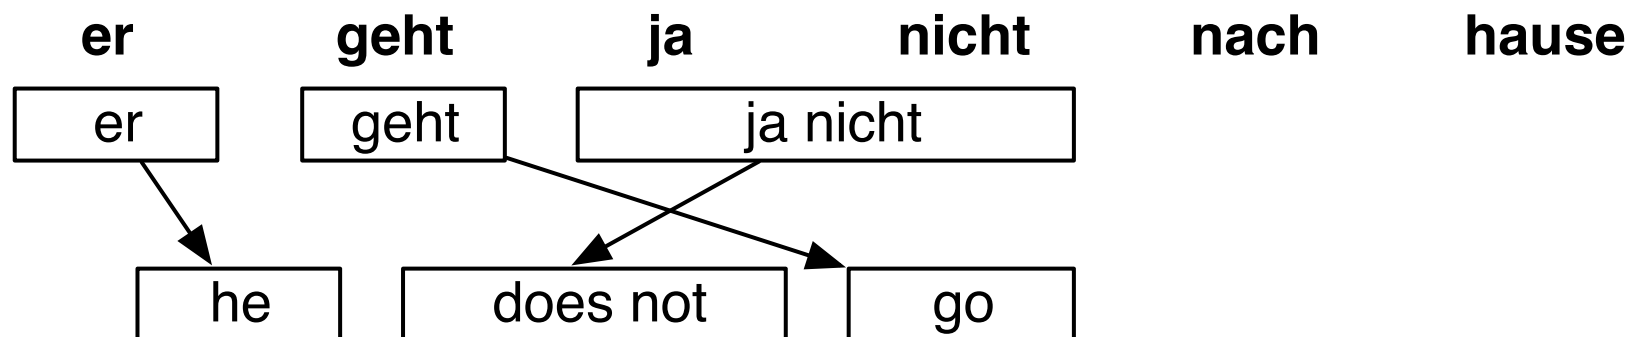 er geht ja nicht nach hause
er geht ja nicht
he does not go